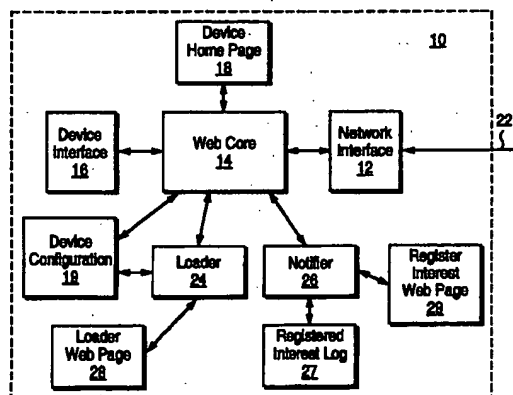 Device
Home Page
18
10
Device
Interface
16
Web Core
14
Network
Interface
12
22
Device
Configuration
19
Loader
24
Notifier
26
Register
Interest Web Page
29
Loader
Web Page
28
Registered
Interest Log
27